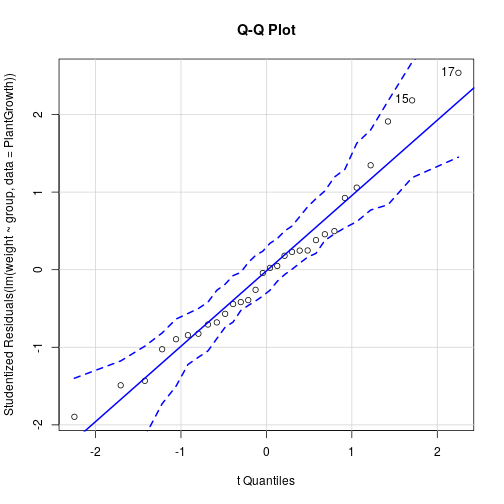 Q-Q Plot
17
15
2
1
0
-1
-2
-2 -1 0 1 2
Studentized Residuals(lm(weight ~ group, data = PlantGrowth))
t Quantiles